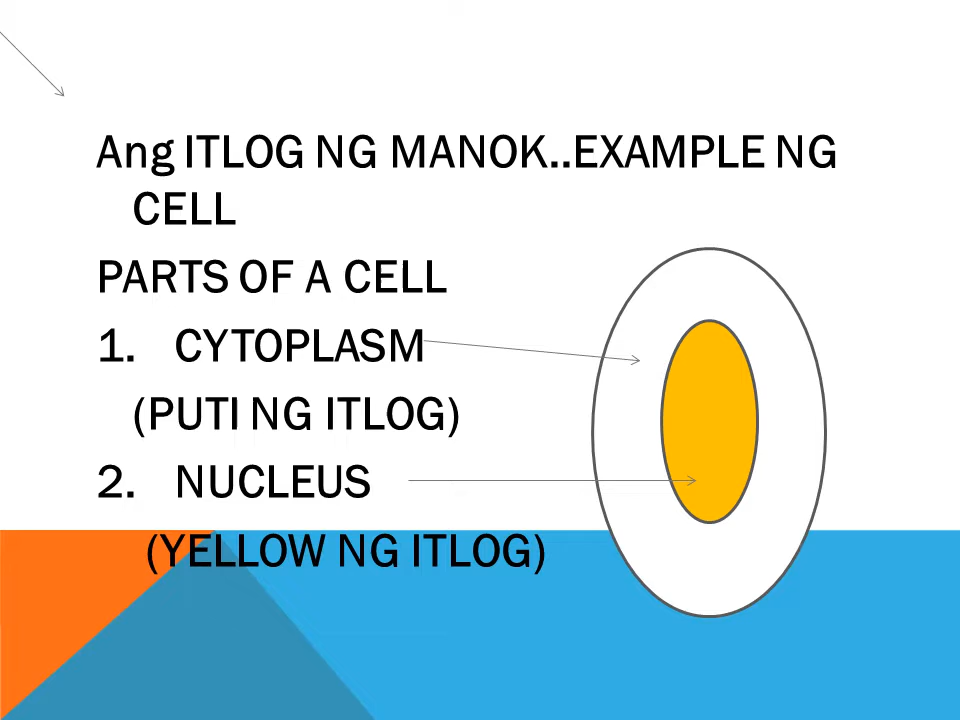 Ang ITLOG NG MANOK..EXAMPLE NG
CELL
PARTS OF A CELL
1. CYTOPLASM
(PUTI NG ITLOG)
2. NUCLEUS
(YELLOW NG ITLOG)